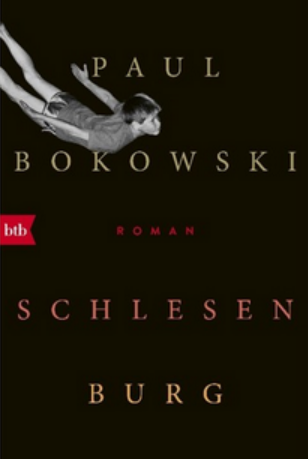 PAUL
BOKOWSKI
btb
ROMAN
SCHLESEN
BURG